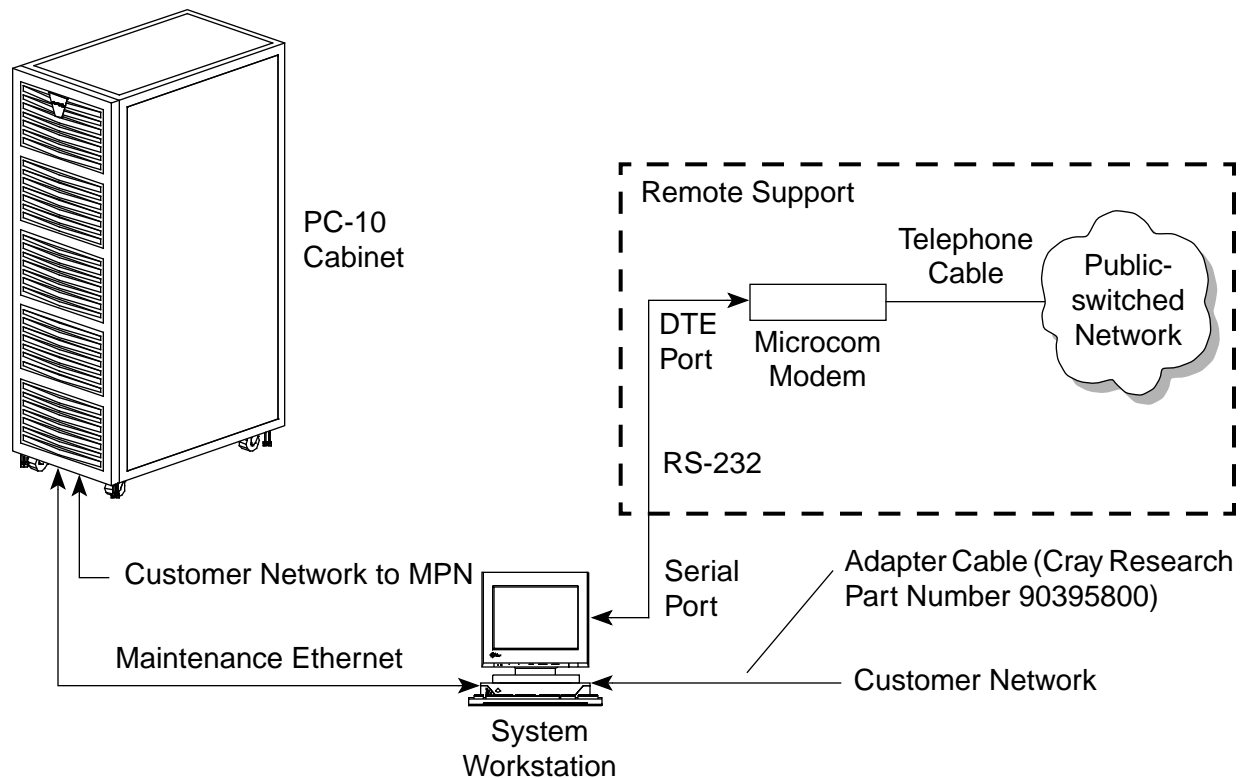 Remote Support
PC-10
Cabinet
Telephone
Cable
Public-
switched
Network
DTE
Port
Microcom
Modem
RS-232
Customer Network to MPN
Serial
Port
Adapter Cable (Cray Research
Part Number 90395800)
Maintenance Ethernet
Customer Network
System
Workstation